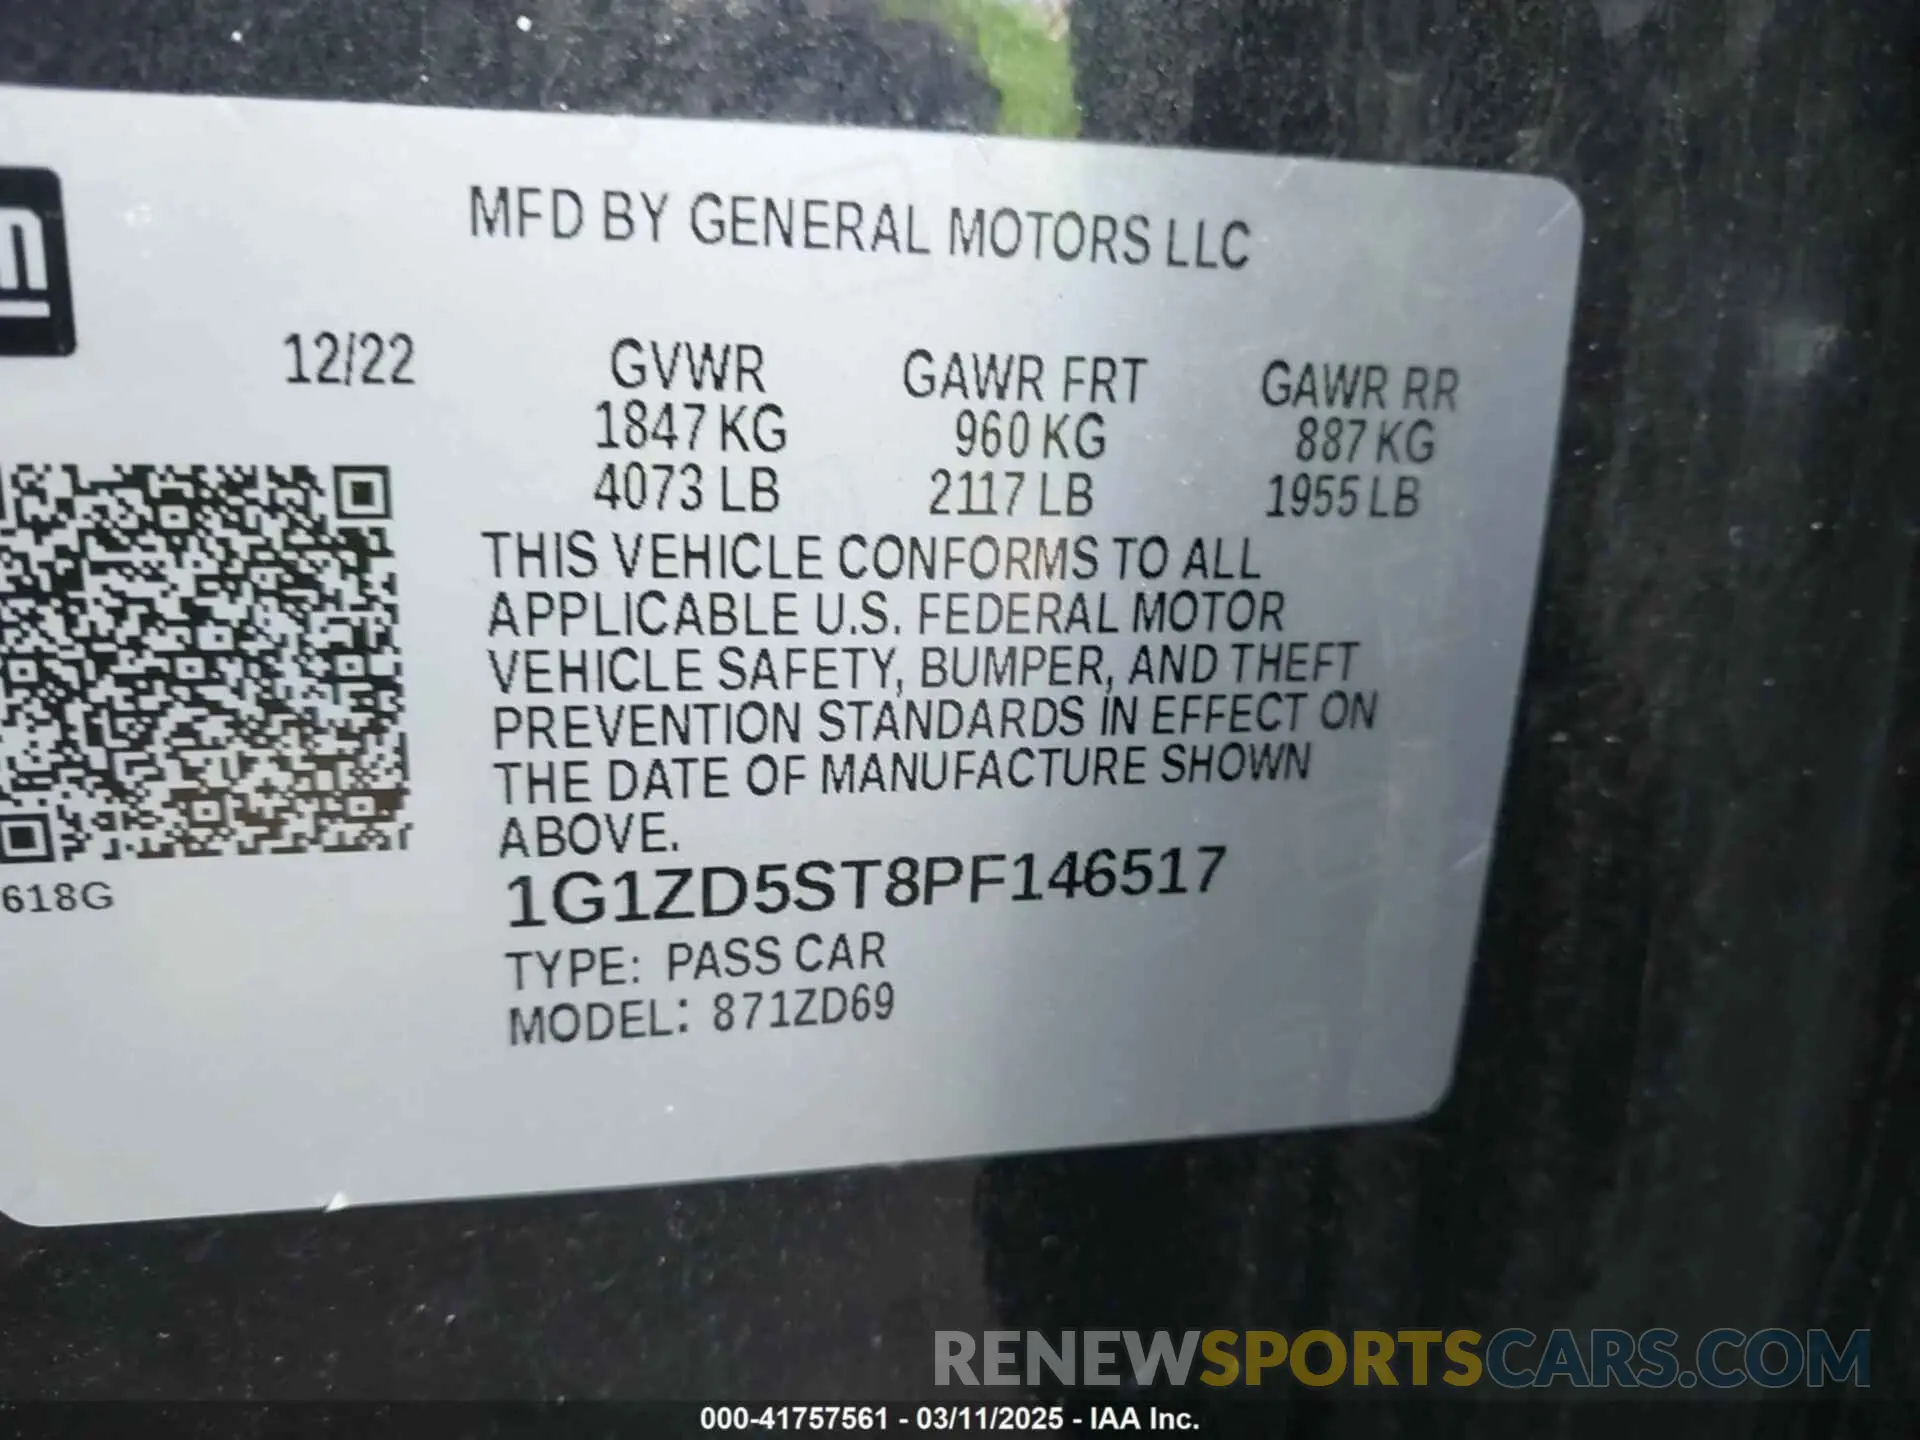 MFD BY GENERAL MOTORS LLC
12/22 GVWR GAWR FRT GAWR RR
1847 KG 960 KG 887 KG
4073 LB 2117 LB 1955 LB
THIS VEHICLE CONFORMS TO ALL
APPLICABLE U.S. FEDERAL MOTOR
VEHICLE SAFETY, BUMPER, AND THEFT
PREVENTION STANDARDS IN EFFECT ON
THE DATE OF MANUFACTURE SHOWN
ABOVE.
1G1ZD5ST8PF146517
618G
TYPE: PASS CAR
MODEL: 871ZD69
RENEWSPORTSCARS.COM
000-41757561 - 03/11/2025 - IAA Inc.